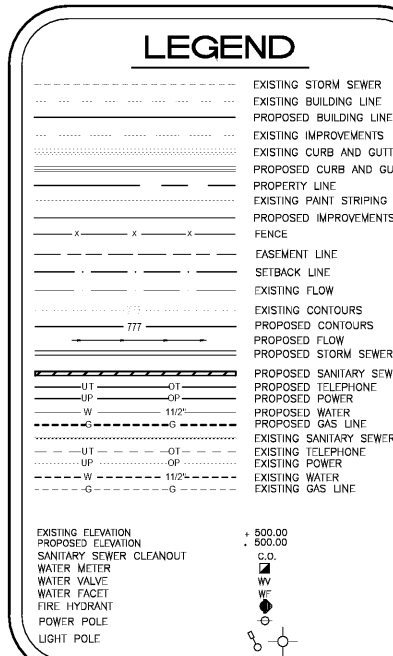 LEGEND
EXISTING STORM SEWER
EXISTING BUILDING LINE
PROPOSED BUILDING LINE
EXISTING IMPROVEMENTS
EXISTING CURB AND GUTT
PROPOSED CURB AND GU
PROPERTY LINE
EXISTING PAINT STRIPING
PROPOSED IMPROVEMENTS
X X X FENCE
EASEMENT LINE
SETBACK LINE
EXISTING FLOW
EXISTING CONTOURS
777 PROPOSED CONTOURS
PROPOSED FLOW
PROPOSED STORM SEWER
PROPOSED SANITARY SEW
UT OT PROPOSED TELEPHONE
UP OP PROPOSED POWER
W 11/2" PROPOSED WATER
G G PROPOSED GAS LINE
EXISTING SANITARY SEWER
UT OT EXISTING TELEPHONE
UP OP EXISTING POWER
W 11/2" EXISTING WATER
G G EXISTING GAS LINE
EXISTING ELEVATION + 500.00
PROPOSED ELEVATION . 500.00
SANITARY SEWER CLEANOUT C.O.
WATER METER
WATER VALVE WV
WATER FACET WF
FIRE HYDRANT
POWER POLE
LIGHT POLE